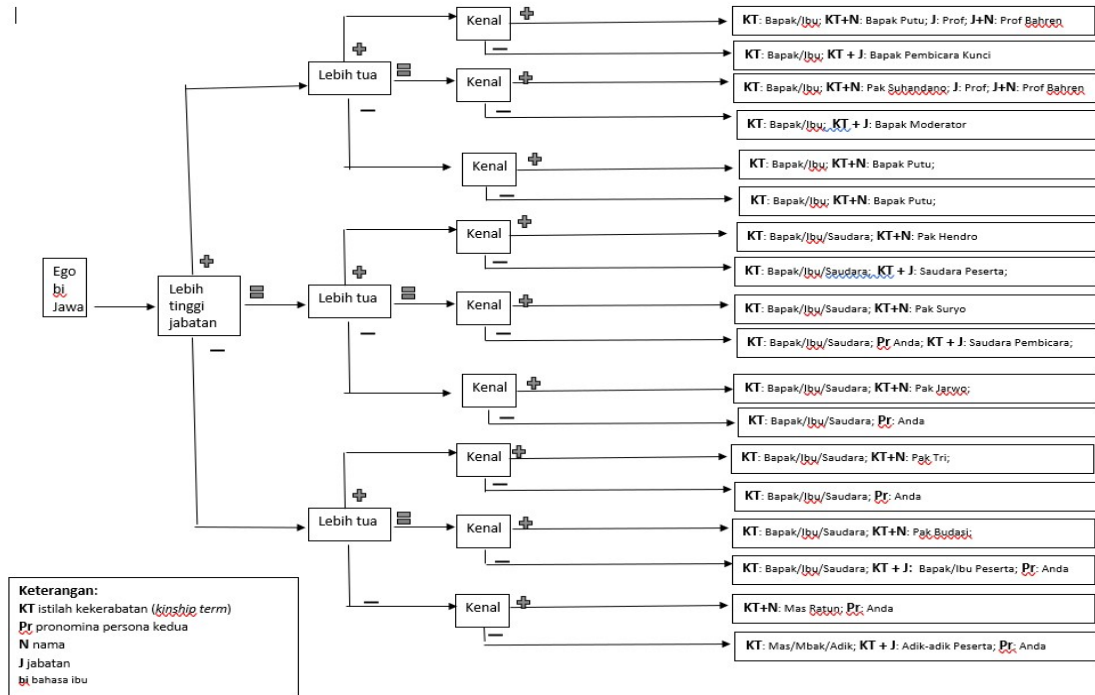 Kenal
KT: Bapak/Ibu; KT+N: Bapak Putu; J: Prof; J+N: Prof Bahren
KT: Bapak/Ibu; KT + J: Bapak Pembicara Kunci
Lebih tua
Kenal
KT: Bapak/Ibu; KT+N: Pak Suhandano; J: Prof; J+N: Prof Bahren
KT: Bapak/Ibu; KT + J: Bapak Moderator
Kenal
KT: Bapak/Ibu; KT+N: Bapak Putu;
KT: Bapak/Ibu; KT+N: Bapak Putu;
Ego
bi
Jawa
Lebih
tinggi
jabatan
Kenal
KT: Bapak/Ibu/Saudara; KT+N: Pak Hendro
KT: Bapak/Ibu/Saudara; KT + J: Saudara Peserta;
Lebih tua
Kenal
KT: Bapak/Ibu/Saudara; KT+N: Pak Suryo
KT: Bapak/Ibu/Saudara; Pr Anda; KT + J: Saudara Pembicara;
Kenal
KT: Bapak/Ibu/Saudara; KT+N: Pak Jarwo;
KT: Bapak/Ibu/Saudara; Pr: Anda
Kenal
KT: Bapak/Ibu/Saudara; KT+N: Pak Tri;
KT: Bapak/Ibu/Saudara; Pr: Anda
Lebih tua
Kenal
KT: Bapak/Ibu/Saudara; KT+N: Pak Budasi;
KT: Bapak/Ibu/Saudara; KT + J: Bapak/Ibu Peserta; Pr: Anda
Kenal
KT+N: Mas Ratun; Pr: Anda
KT: Mas/Mbak/Adik; KT + J: Adik-adik Peserta; Pr: Anda
Keterangan:
KT istilah kekerabatan (kinship term)
Pr pronomina persona kedua
N nama
J jabatan
bi bahasa ibu